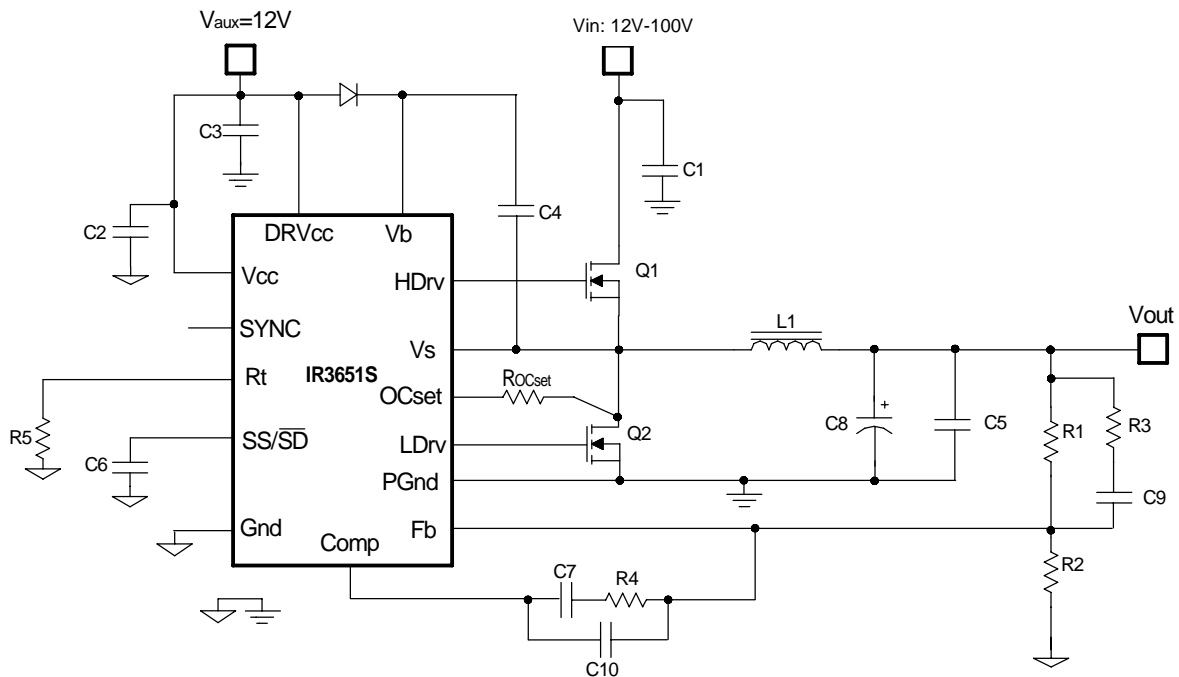 Vaux=12V
Vin: 12V-100V
C3
C1
C2
C4
DRVcc
Vb
Vcc
HDrv
Q1
SYNC
L1
Vout
Vs
Rt
IR3651S
OCset
ROCset
C8
+
C5
R1
R3
R5
SS/S̅D̅
LDrv
Q2
C6
PGnd
C9
Gnd
Fb
Comp
R2
C7
R4
C10